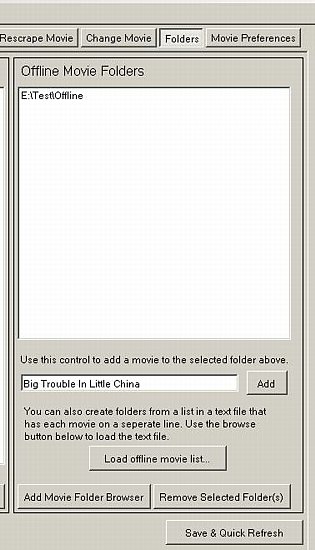 Rescrape Movie Change Movie Folders Movie Preferences
Offline Movie Folders
E:\Test\Offline
Use this control to add a movie to the selected folder above.
Big Trouble In Little China Add
You can also create folders from a list in a text file that
has each movie on a seperate line. Use the browse
button below to load the text file.
Load offline movie list...
Add Movie Folder Browser Remove Selected Folder(s)
Save & Quick Refresh